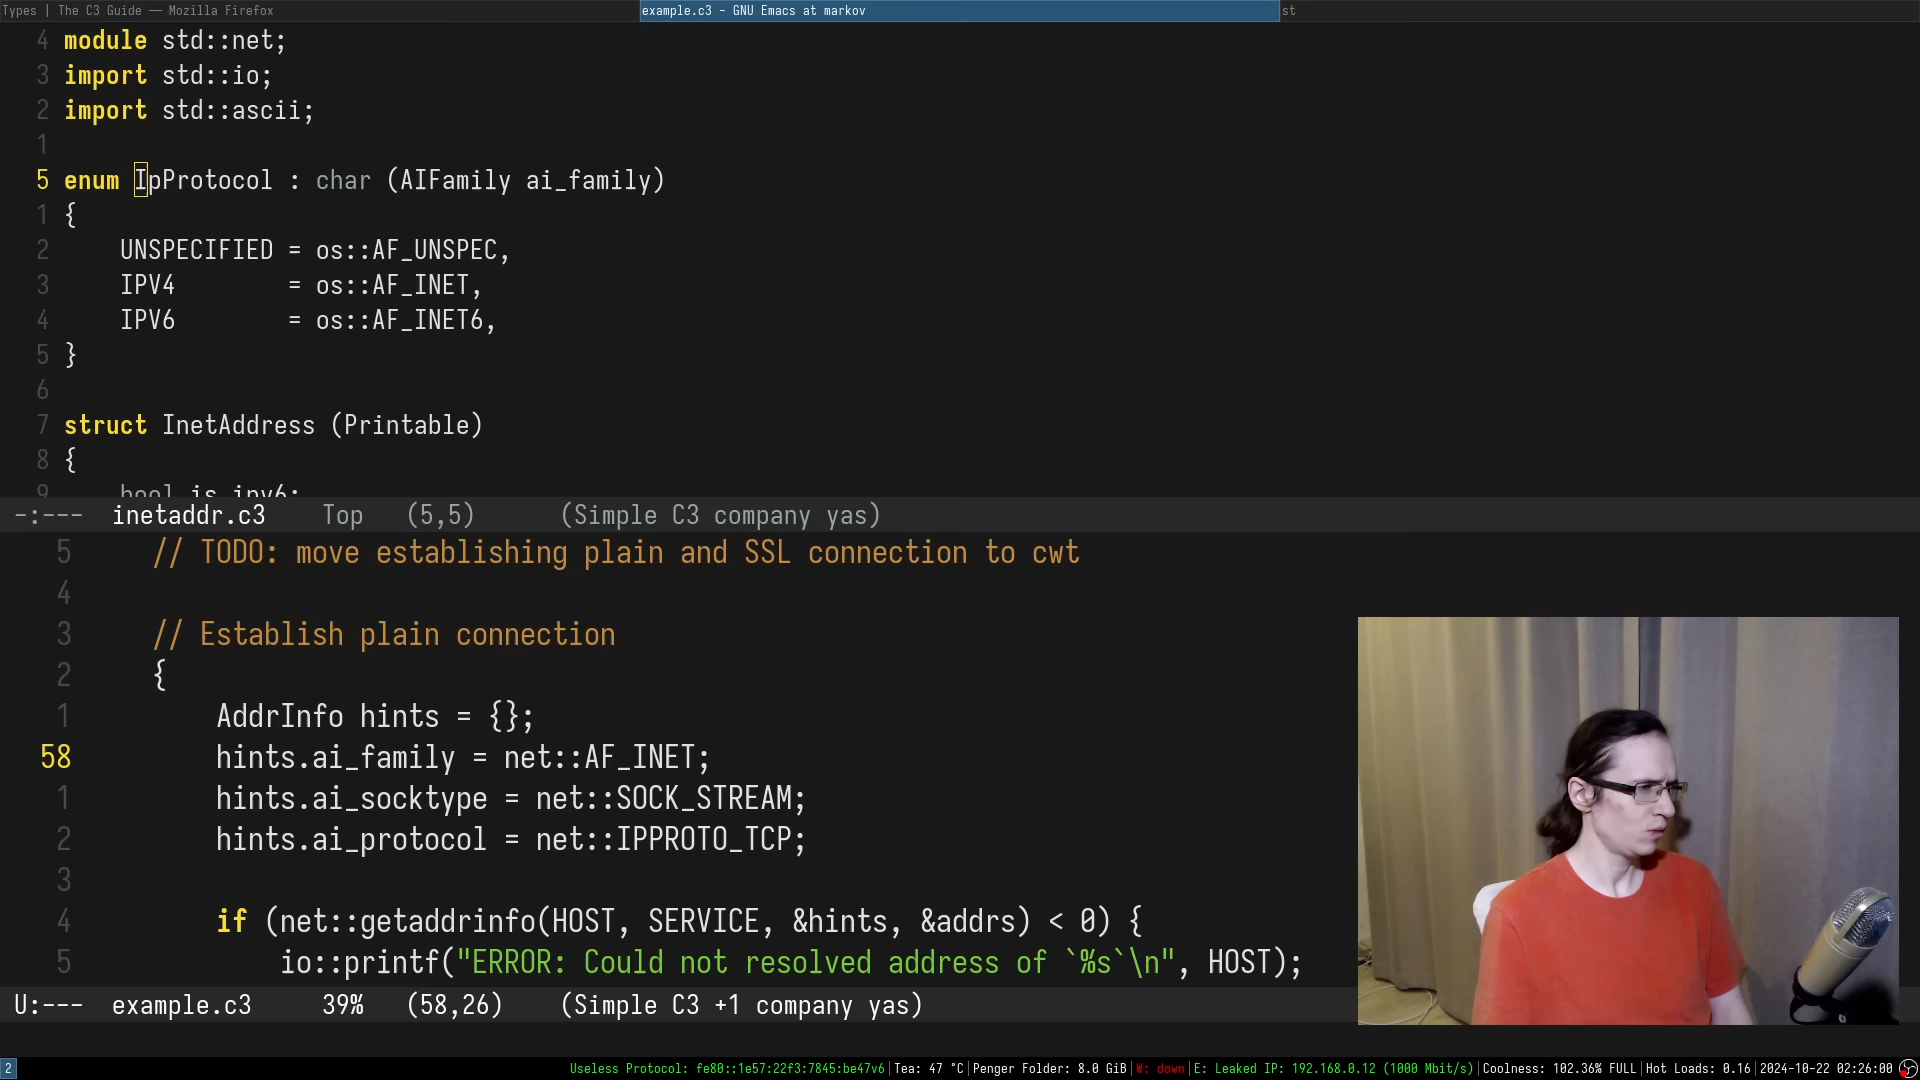 Types | The C3 Guide — Mozilla Firefox
example.c3 - GNU Emacs at markov
st
4 module std::net;
3 import std::io;
2 import std::ascii;
1
5 enum IpProtocol : char (AIFamily ai_family)
1 {
2     UNSPECIFIED = os::AF_UNSPEC,
3     IPV4        = os::AF_INET,
4     IPV6        = os::AF_INET6,
5 }
6
7 struct InetAddress (Printable)
8 {
9     bool is_ipv6;
-:--- inetaddr.c3 Top (5,5) (Simple C3 company yas)
5     // TODO: move establishing plain and SSL connection to cwt
4
3     // Establish plain connection
2     {
1         AddrInfo hints = {};
58         hints.ai_family = net::AF_INET;
1         hints.ai_socktype = net::SOCK_STREAM;
2         hints.ai_protocol = net::IPPROTO_TCP;
3
4         if (net::getaddrinfo(HOST, SERVICE, &hints, &addrs) < 0) {
5             io::printf("ERROR: Could not resolved address of `%s`\n", HOST);
U:--- example.c3 39% (58,26) (Simple C3 +1 company yas)
2
Useless Protocol: fe80::1e57:22f3:7845:be47v6|Tea: 47 °C|Penger Folder: 8.0 GiB|W: down|E: Leaked IP: 192.168.0.12 (1000 Mbit/s)|Coolness: 102.36% FULL|Hot Loads: 0.16|2024-10-22 02:26:00